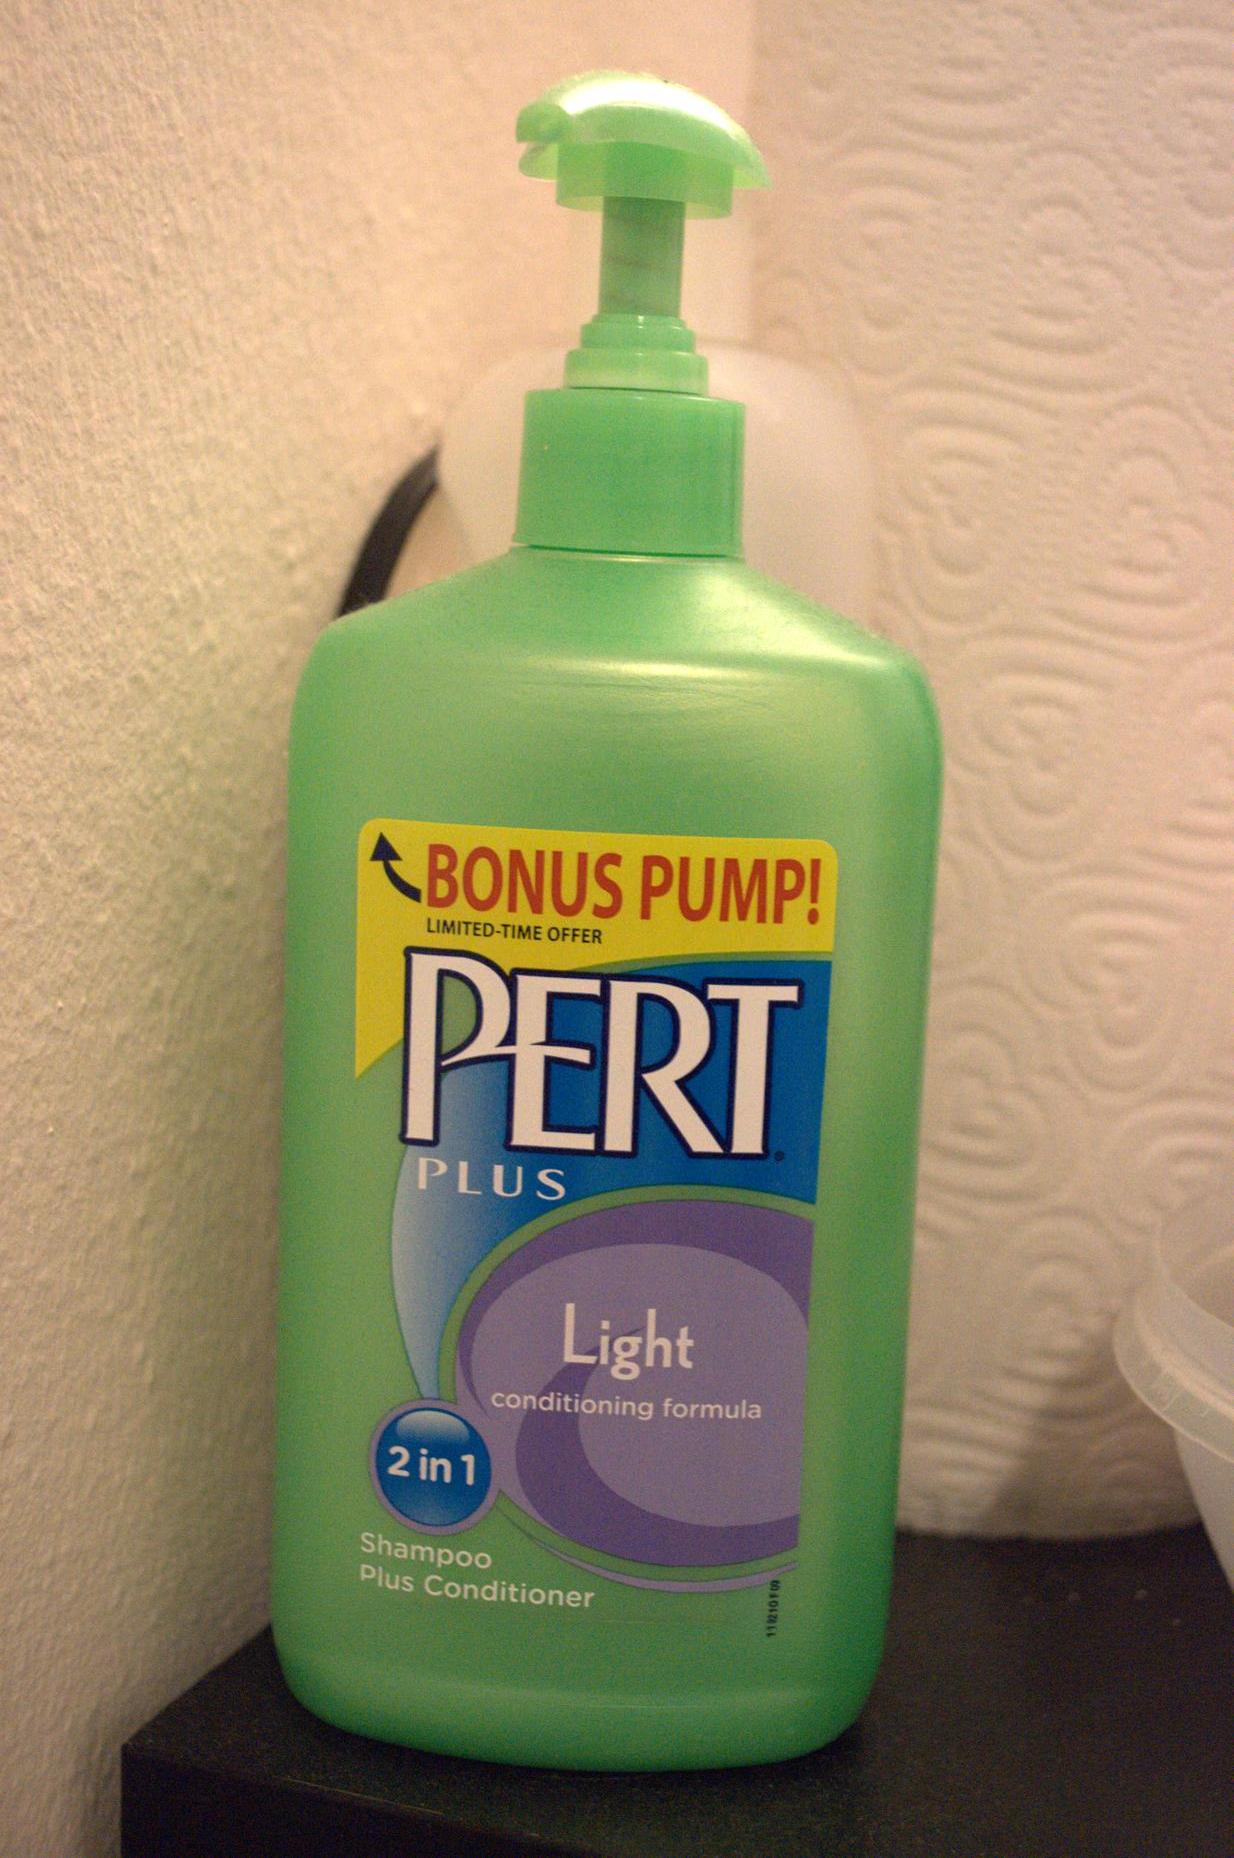 BONUS PUMP!
LIMITED-TIME OFFER
PERT
PLUS
Light
conditioning formula
2 in 1
Shampoo
Plus Conditioner